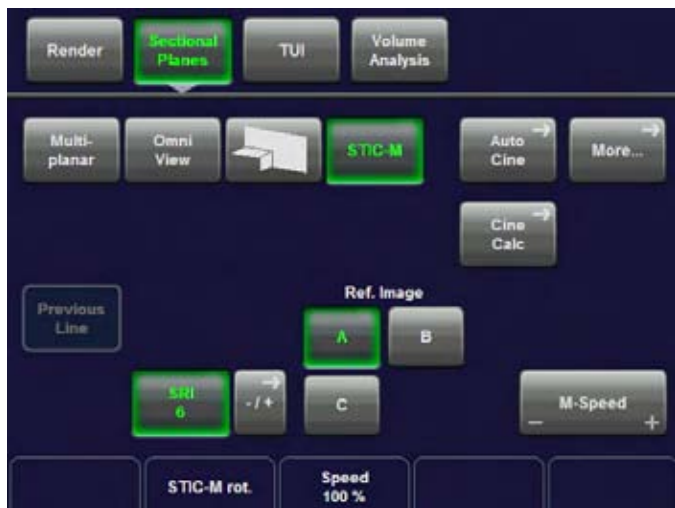 Render
Sectional
Planes
TUI
Volume
Analysis
Multi-
planar
Omni
View
STIC-M
Auto
Cine
More...
Cine
Calc
Previous
Line
Ref. Image
A
B
SRI
6
- / +
C
M-Speed
− +
STIC-M rot.
Speed
100 %